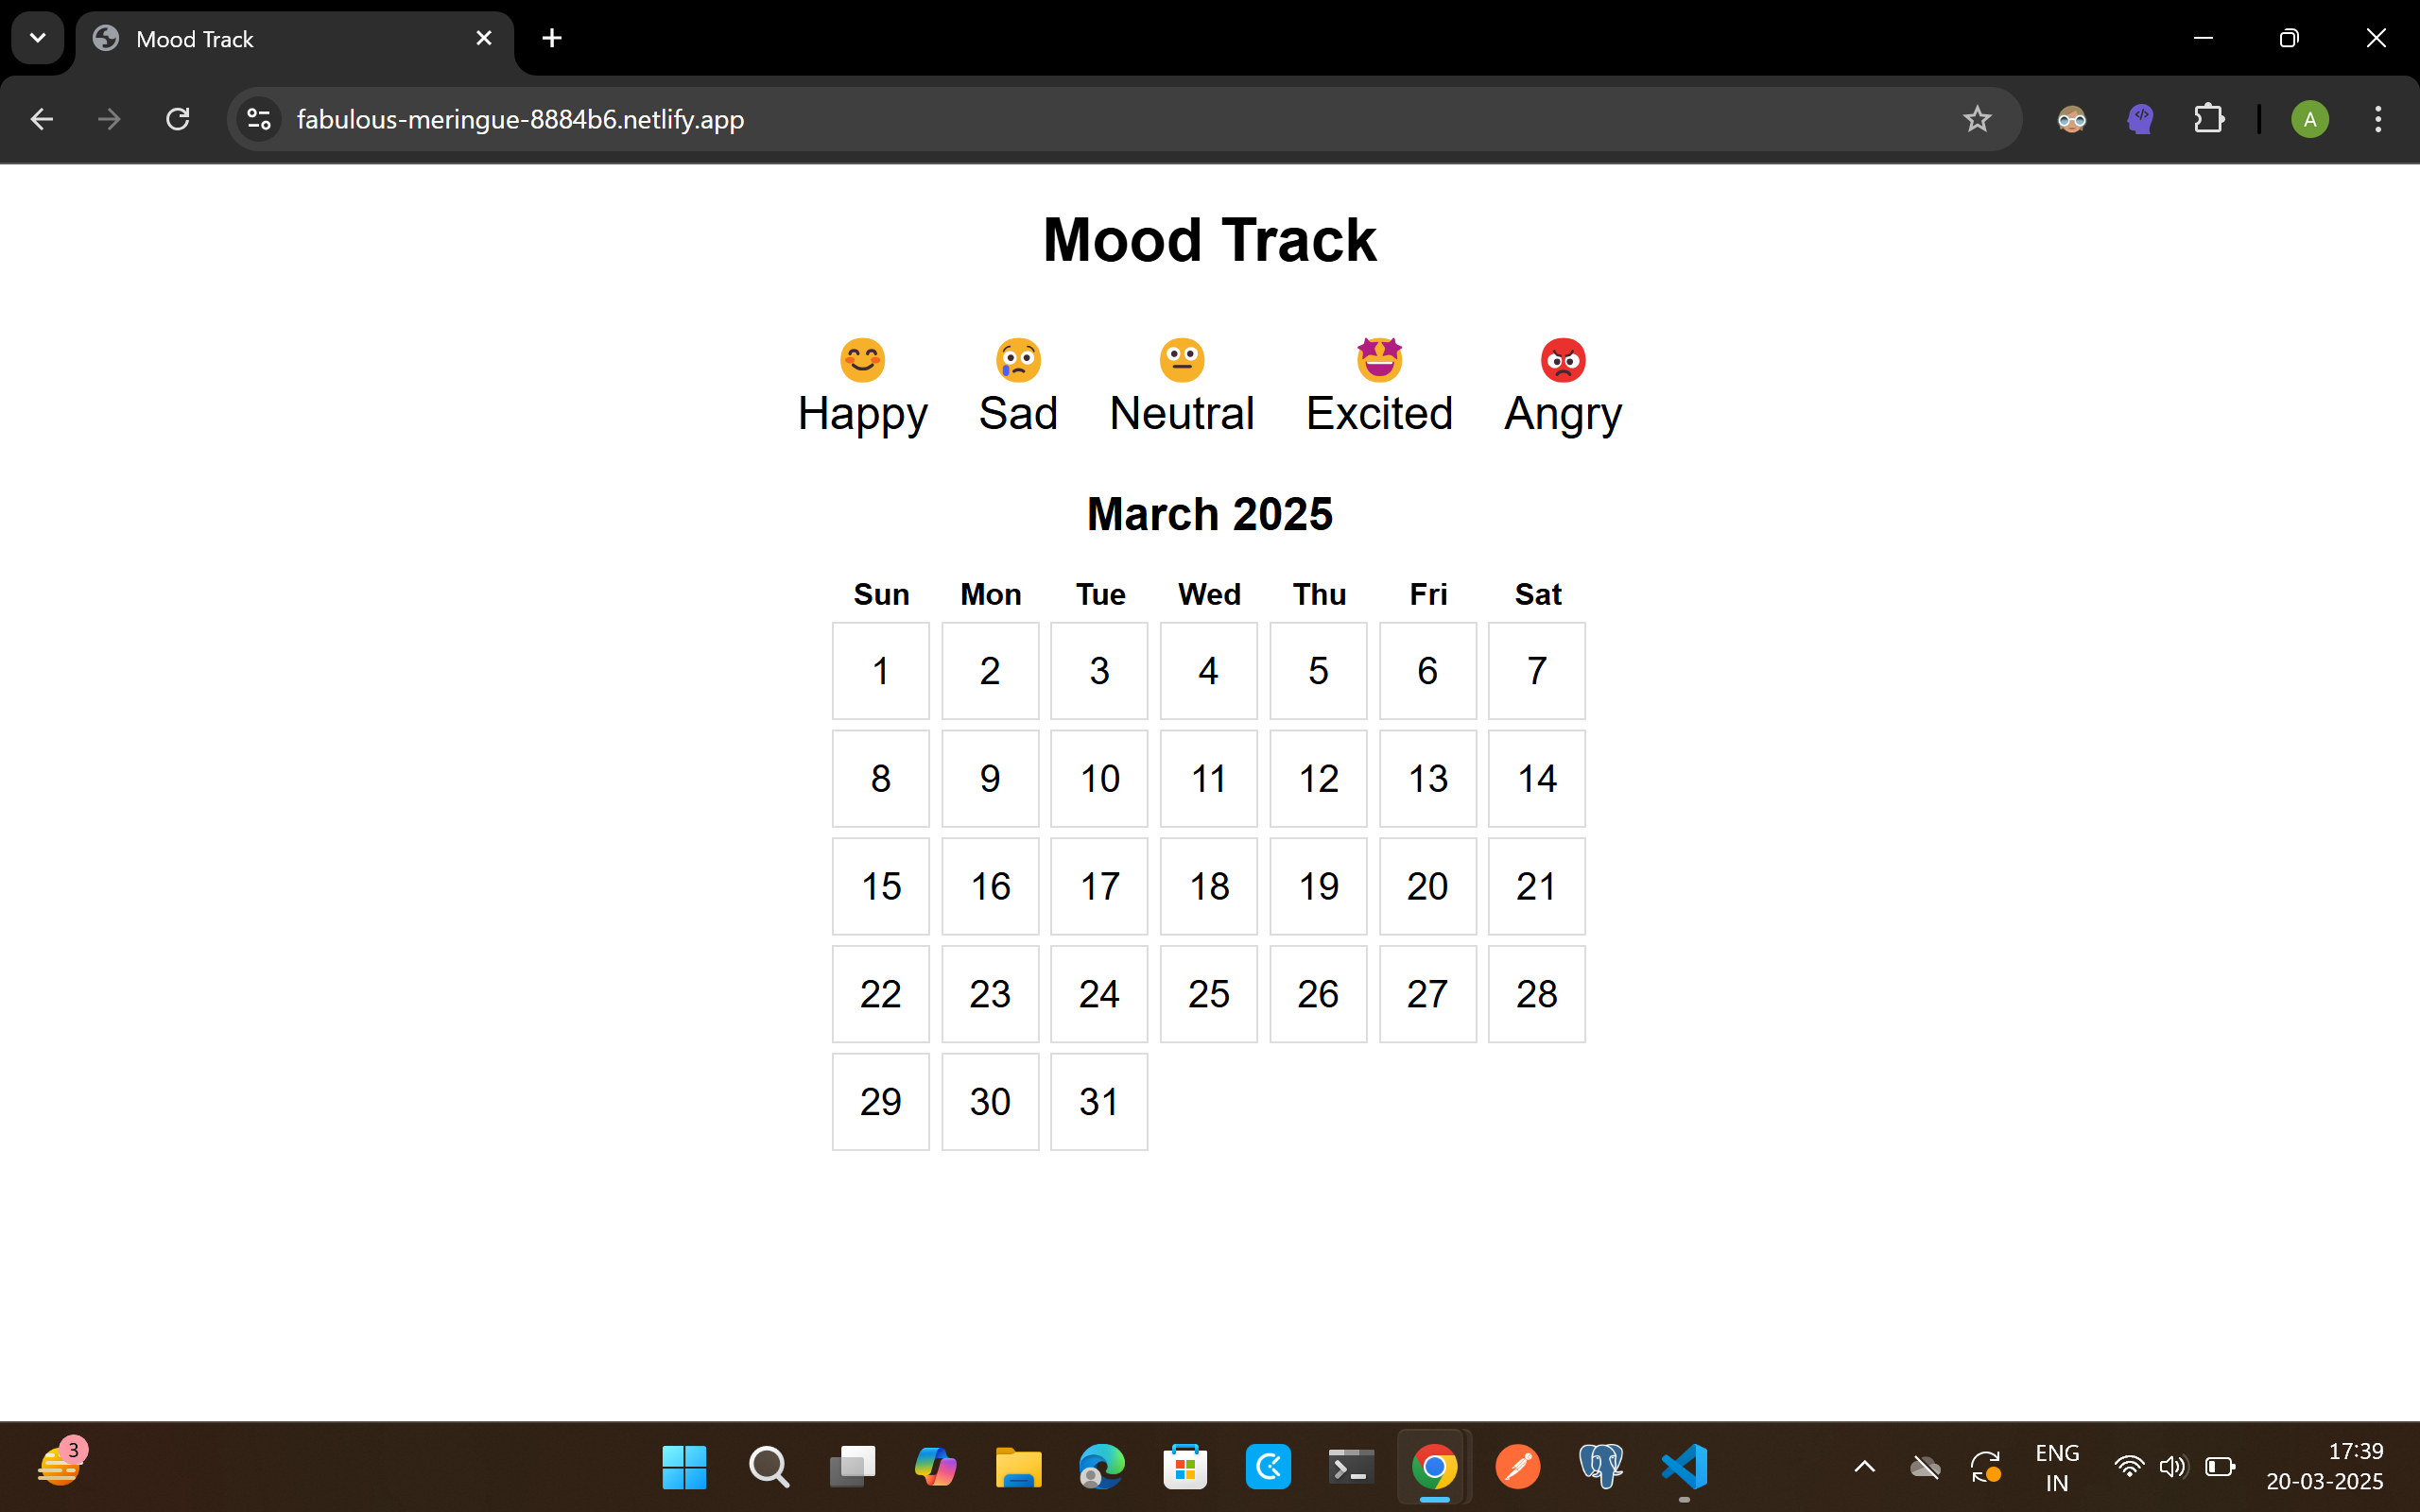 Mood Track
fabulous-meringue-8884b6.netlify.app
A
Mood Track
Happy Sad Neutral Excited Angry
March 2025
Sun Mon Tue Wed Thu Fri Sat
1 2 3 4 5 6 7
8 9 10 11 12 13 14
15 16 17 18 19 20 21
22 23 24 25 26 27 28
29 30 31
3
ENG
IN
17:39
20-03-2025